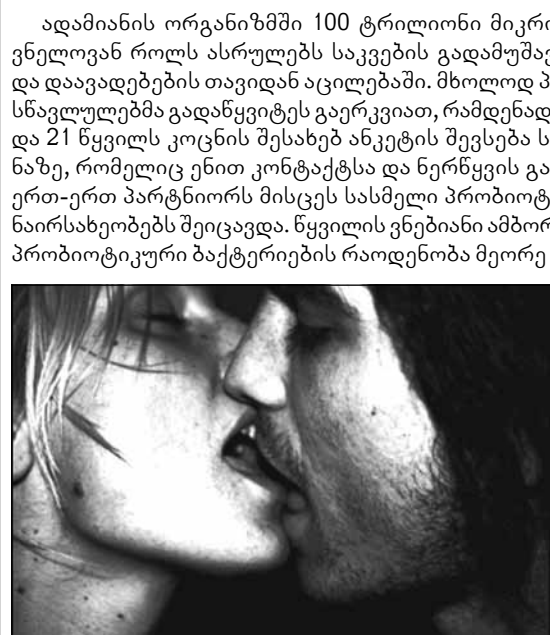 ადამიანის ორგანიზმში 100 ტრილიონი მიკრო
ვნელოვან როლს ასრულებს საკვების გადამუშავ
და დაავადებების თავიდან აცილებაში. მხოლოდ პ
სწავლულებმა გადაწყვიტეს გაერკვიათ, რამდენად
და 21 წყვილს კოცნის შესახებ ანკეტის შევსება ს
ნაზე, რომელიც ენით კონტაქტსა და ნერწყვის გა
ერთ-ერთ პარტნიორს მისცეს სასმელი პრობიოტ
ნაირსახეობებს შეიცავდა. წყვილის ვნებიანი ამბორ
პრობიოტიკური ბაქტერიების რაოდენობა მეორე